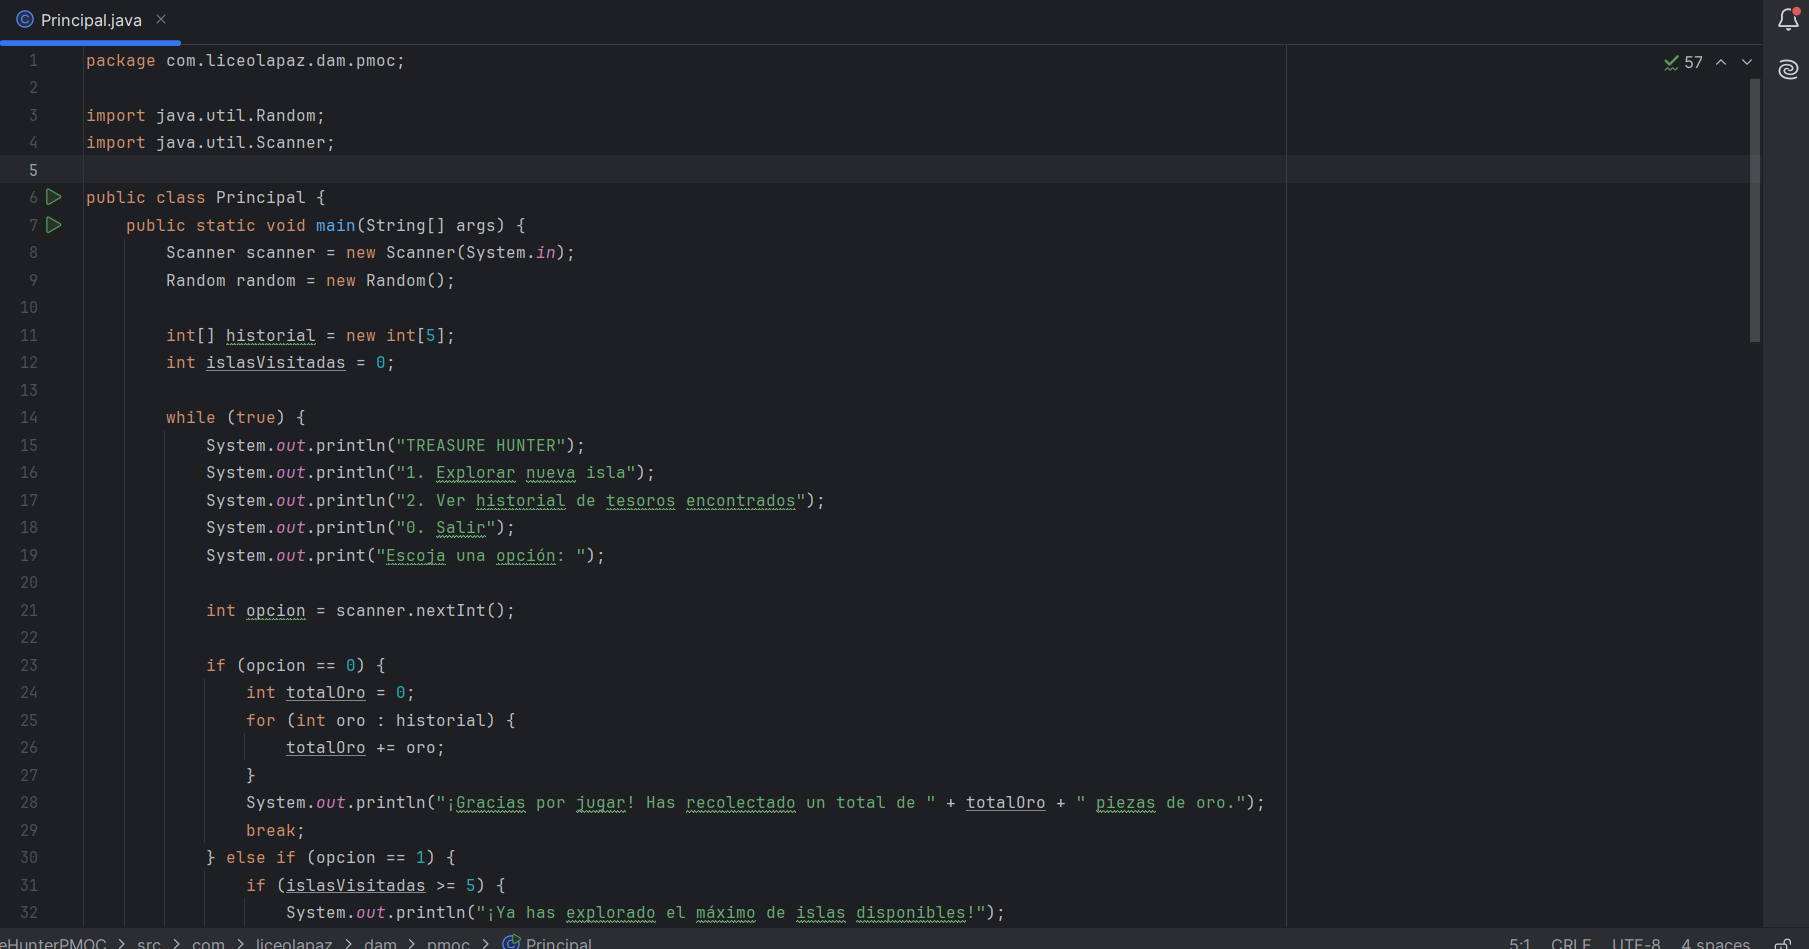 Principal.java
57
1 package com.liceolapaz.dam.pmoc;
2
3 import java.util.Random;
4 import java.util.Scanner;
5
6 public class Principal {
7     public static void main(String[] args) {
8         Scanner scanner = new Scanner(System.in);
9         Random random = new Random();
10
11         int[] historial = new int[5];
12         int islasVisitadas = 0;
13
14         while (true) {
15             System.out.println("TREASURE HUNTER");
16             System.out.println("1. Explorar nueva isla");
17             System.out.println("2. Ver historial de tesoros encontrados");
18             System.out.println("0. Salir");
19             System.out.print("Escoja una opción: ");
20
21             int opcion = scanner.nextInt();
22
23             if (opcion == 0) {
24                 int totalOro = 0;
25                 for (int oro : historial) {
26                     totalOro += oro;
27                 }
28                 System.out.println("¡Gracias por jugar! Has recolectado un total de " + totalOro + " piezas de oro.");
29                 break;
30             } else if (opcion == 1) {
31                 if (islasVisitadas >= 5) {
32                     System.out.println("¡Ya has explorado el máximo de islas disponibles!");
eHunterPMOC > src > com > liceolapaz > dam > pmoc > Principal
5:1 CRLF UTF-8 4 spaces